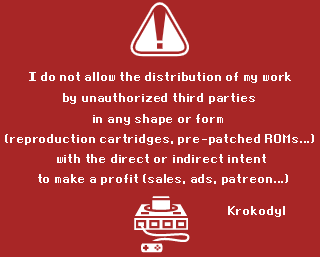 I do not allow the distribution of my work
by unauthorized third parties
in any shape or form
(reproduction cartridges, pre-patched ROMs...)
with the direct or indirect intent
to make a profit (sales, ads, patreon...)
Krokodyl